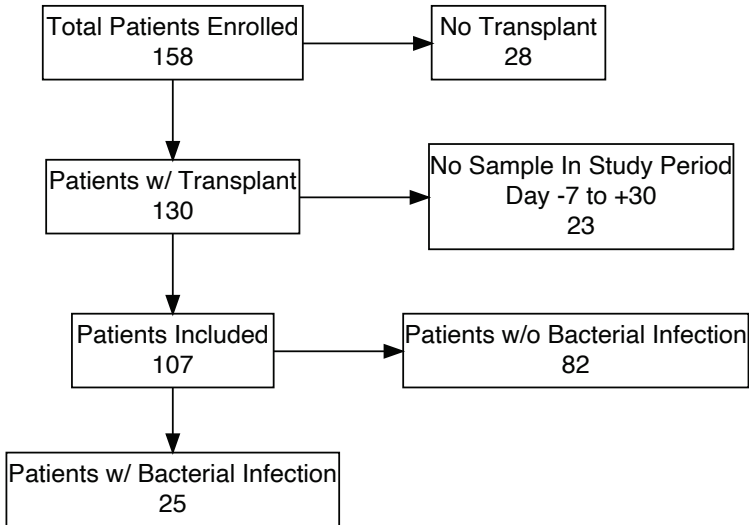 Total Patients Enrolled
158
No Transplant
28
Patients w/ Transplant
130
No Sample In Study Period
Day -7 to +30
23
Patients Included
107
Patients w/o Bacterial Infection
82
Patients w/ Bacterial Infection
25